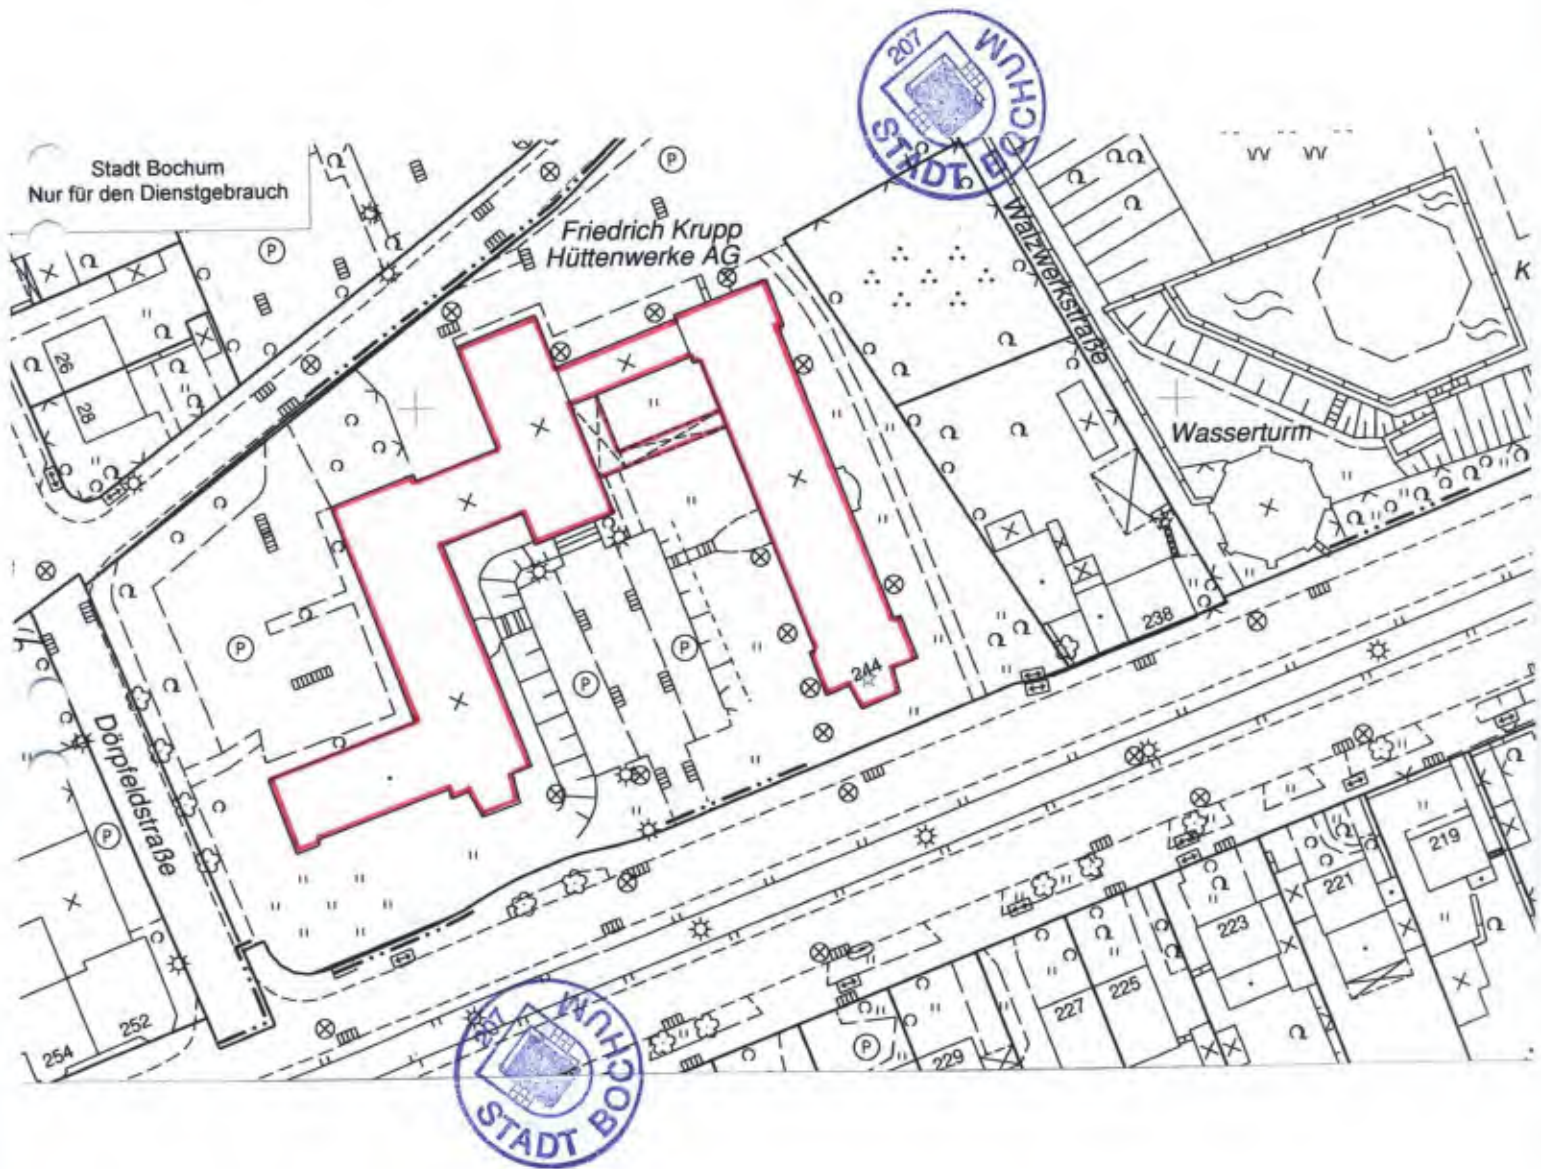 207
STADT BOCHUM
Stadt Bochum
Nur für den Dienstgebrauch
P
P
Friedrich Krupp
Hüttenwerke AG
Walzwerkstraße
K
26
28
Wasserturm
P
P
P
238
244
Dörpfeldstraße
P
219
221
223
225
227
229
P
252
254
207
STADT BOCHUM